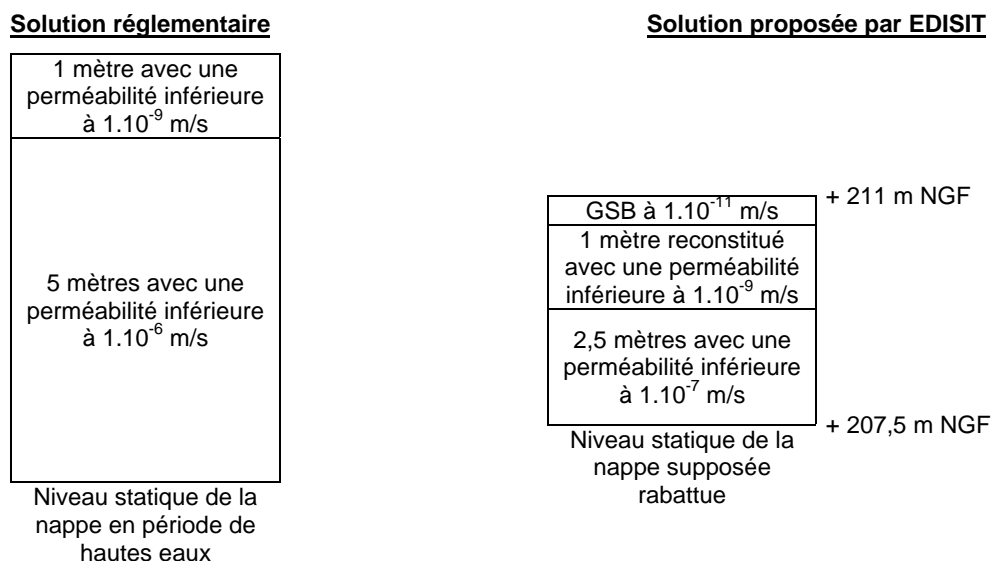 Solution réglementaire
Solution proposée par EDISIT
1 mètre avec une
perméabilité inférieure
à 1.10⁻⁹ m/s
5 mètres avec une
perméabilité inférieure
à 1.10⁻⁶ m/s
Niveau statique de la
nappe en période de
hautes eaux
GSB à 1.10⁻¹¹ m/s
+ 211 m NGF
1 mètre reconstitué
avec une perméabilité
inférieure à 1.10⁻⁹ m/s
2,5 mètres avec une
perméabilité inférieure
à 1.10⁻⁷ m/s
+ 207,5 m NGF
Niveau statique de la
nappe supposée
rabattue